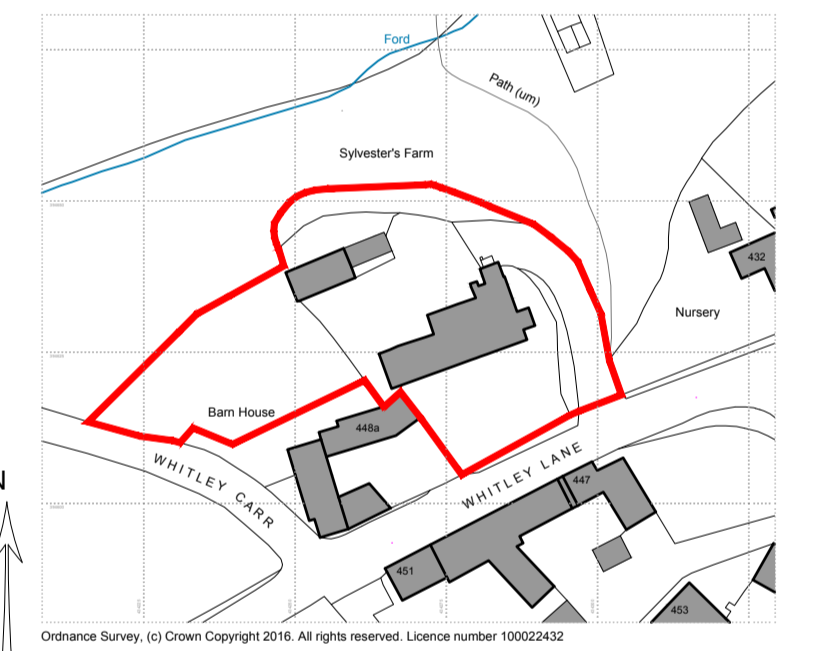 Ford
Path (um)
Sylvester's Farm
432
Nursery
Barn House
448a
WHITLEY CARR
WHITLEY LANE
447
451
453
N
Ordnance Survey, (c) Crown Copyright 2016. All rights reserved. Licence number 100022432